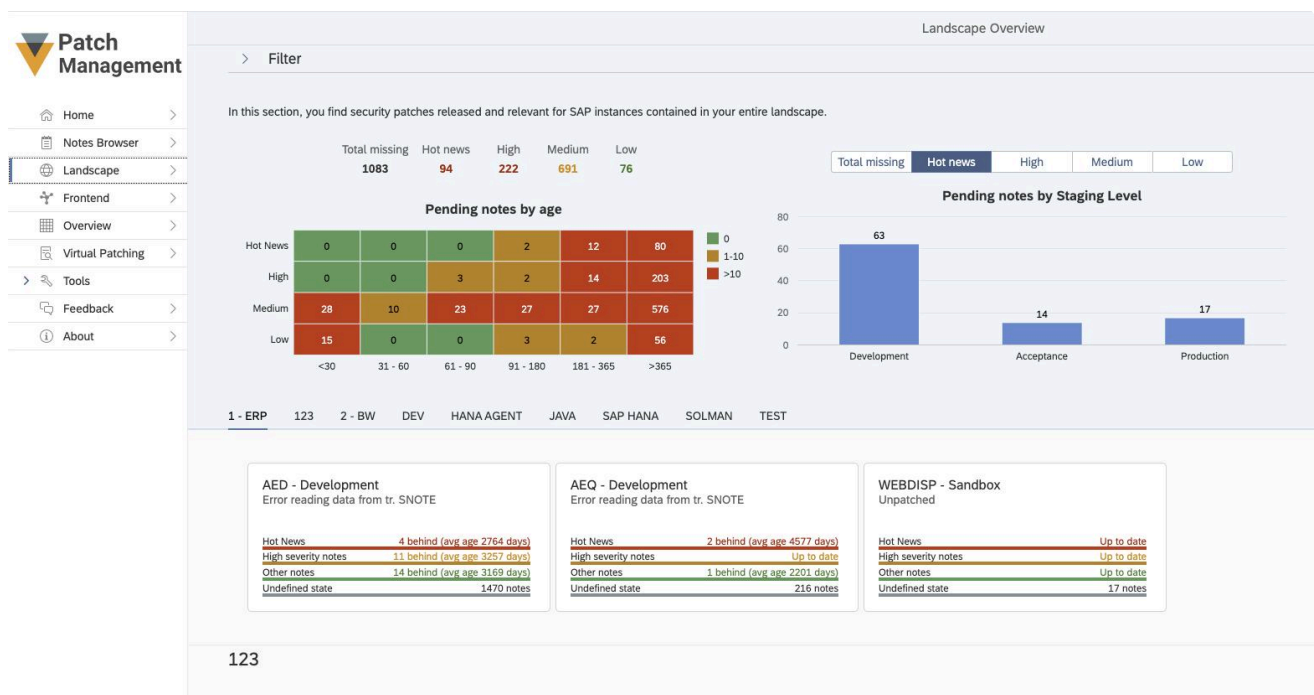 Landscape Overview
Patch
Management
Home
Notes Browser
Landscape
Frontend
Overview
Virtual Patching
Tools
Feedback
About
Filter
In this section, you find security patches released and relevant for SAP instances contained in your entire landscape.
Total missing Hot news High Medium Low
1083 94 222 691 76
Pending notes by age
Hot News 0 0 0 2 12 80
High 0 0 3 2 14 203
Medium 28 10 23 27 27 576
Low 15 0 0 3 2 56
<30 31 - 60 61 - 90 91 - 180 181 - 365 >365
0
1-10
>10
Total missing Hot news High Medium Low
Pending notes by Staging Level
80
60
40
20
0
63
14
17
Development Acceptance Production
1 - ERP 123 2 - BW DEV HANA AGENT JAVA SAP HANA SOLMAN TEST
AED - Development
Error reading data from tr. SNOTE
Hot News 4 behind (avg age 2764 days)
High severity notes 11 behind (avg age 3257 days)
Other notes 14 behind (avg age 3169 days)
Undefined state 1470 notes
AEQ - Development
Error reading data from tr. SNOTE
Hot News 2 behind (avg age 4577 days)
High severity notes Up to date
Other notes 1 behind (avg age 2201 days)
Undefined state 216 notes
WEBDISP - Sandbox
Unpatched
Hot News Up to date
High severity notes Up to date
Other notes Up to date
Undefined state 17 notes
123